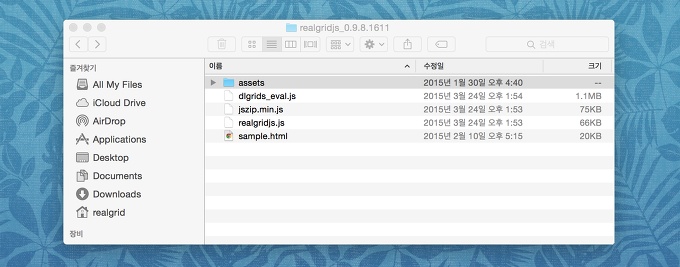 realgridjs_0.9.8.1611
검색
즐겨찾기
All My Files
iCloud Drive
AirDrop
Applications
Desktop
Documents
Downloads
realgrid
장비
이름 수정일 크기
assets 2015년 1월 30일 오후 4:40 --
dlgrids_eval.js 2015년 3월 24일 오후 1:54 1.1MB
jszip.min.js 2015년 3월 24일 오후 1:53 75KB
realgridjs.js 2015년 3월 24일 오후 1:53 66KB
sample.html 2015년 2월 10일 오후 5:15 20KB